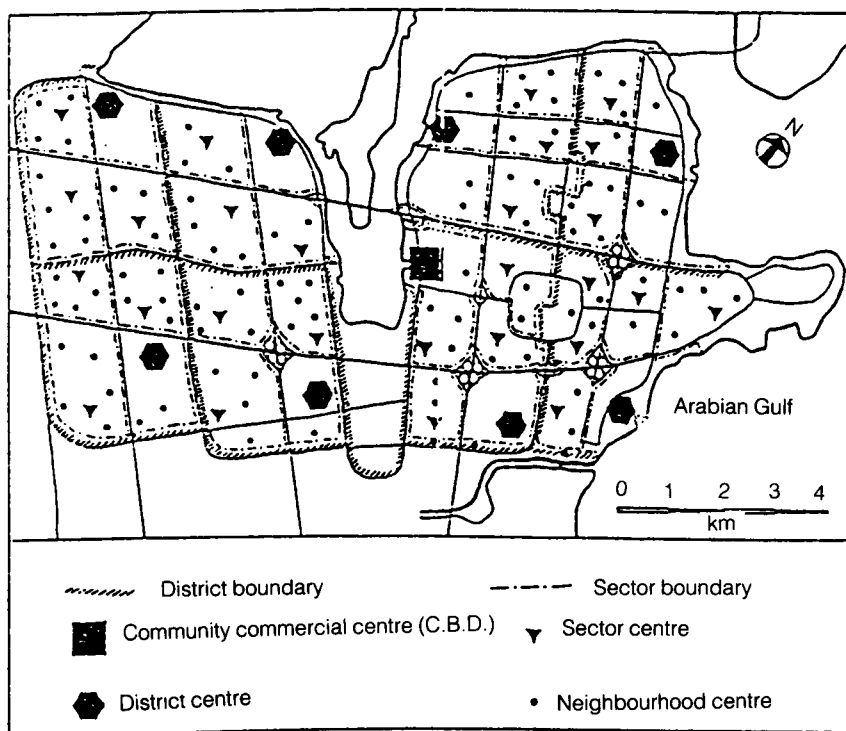 N
Arabian Gulf
0 1 2 3 4
km
District boundary
Sector boundary
Community commercial centre (C.B.D.)
Sector centre
District centre
Neighbourhood centre